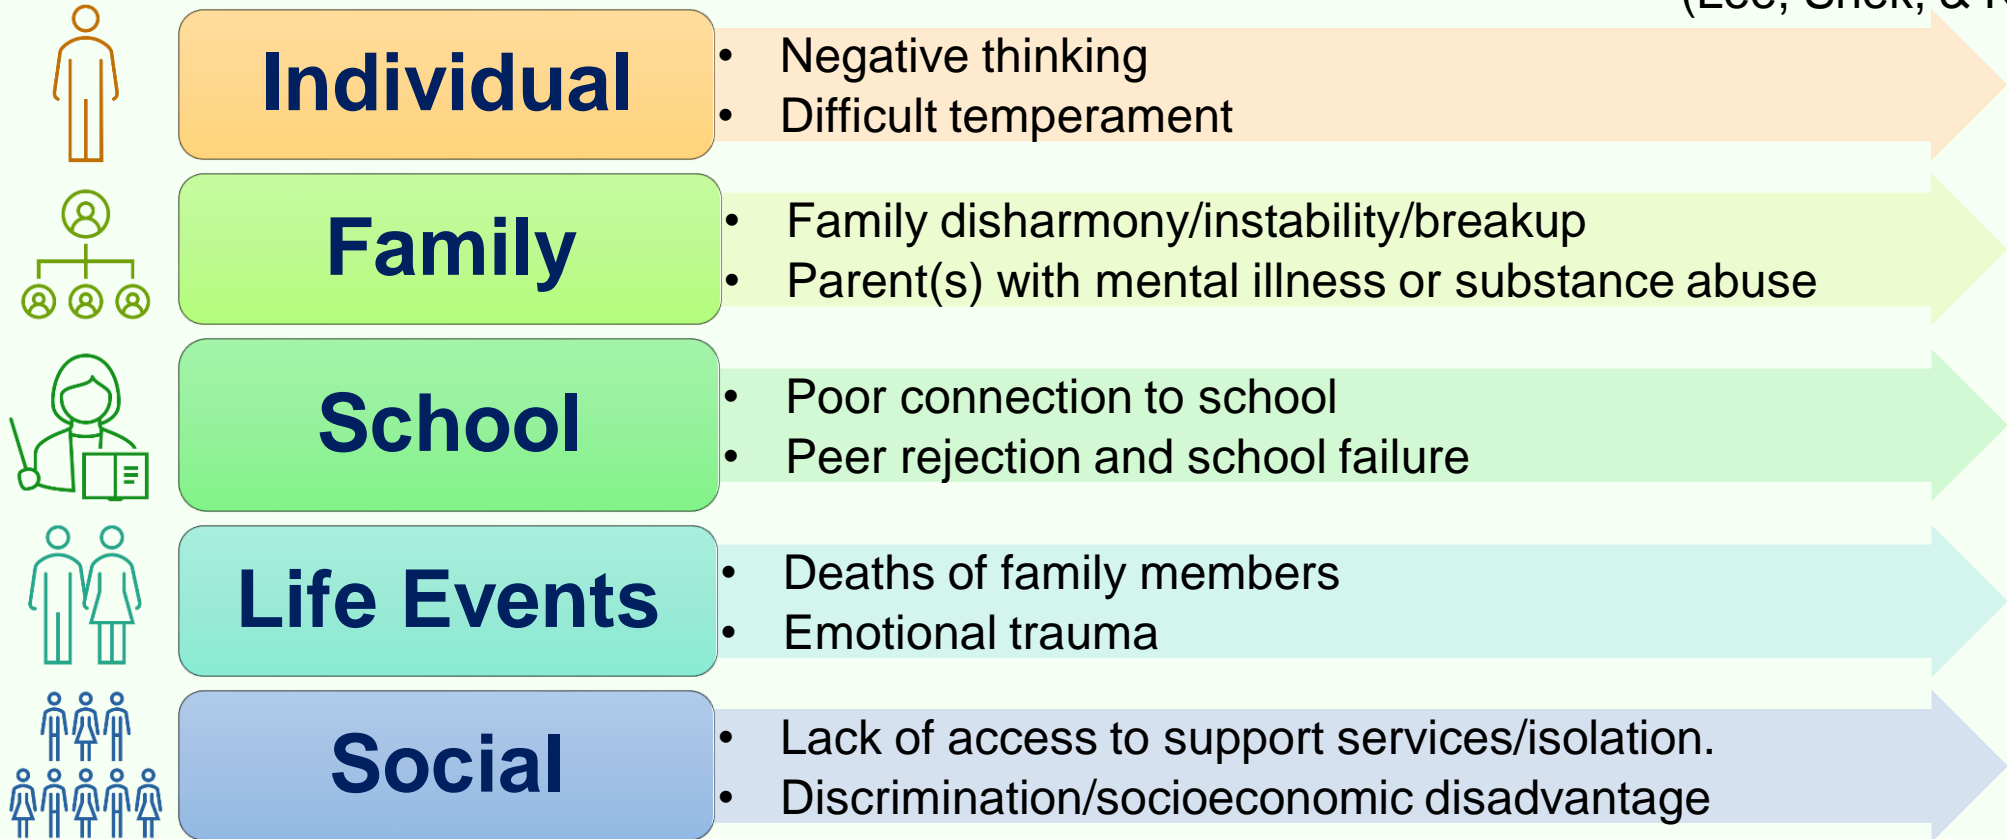 (Lee, Shek, &
Individual
• Negative thinking
• Difficult temperament
Family
• Family disharmony/instability/breakup
• Parent(s) with mental illness or substance abuse
School
• Poor connection to school
• Peer rejection and school failure
Life Events
• Deaths of family members
• Emotional trauma
Social
• Lack of access to support services/isolation.
• Discrimination/socioeconomic disadvantage